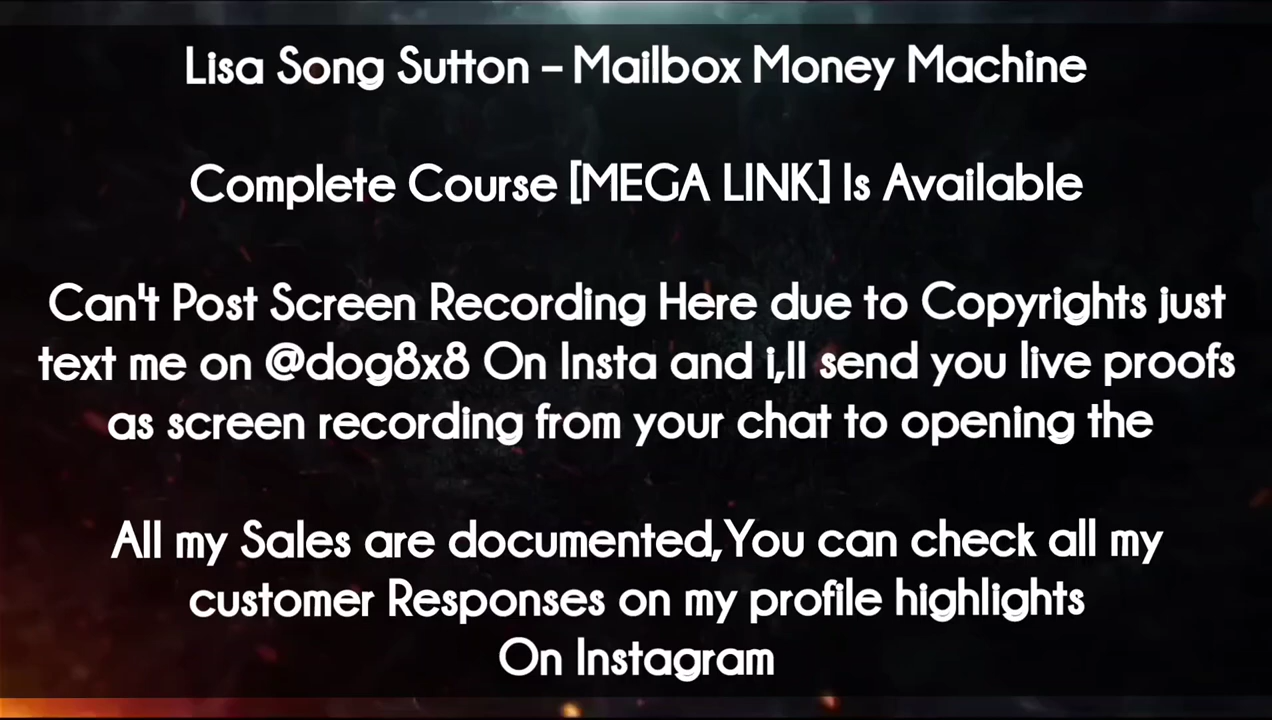 Lisa Song Sutton – Mailbox Money Machine
Complete Course [MEGA LINK] Is Available
Can't Post Screen Recording Here due to Copyrights just
text me on @dog8x8 On Insta and i,ll send you live proofs
as screen recording from your chat to opening the
All my Sales are documented,You can check all my
customer Responses on my profile highlights
On Instagram